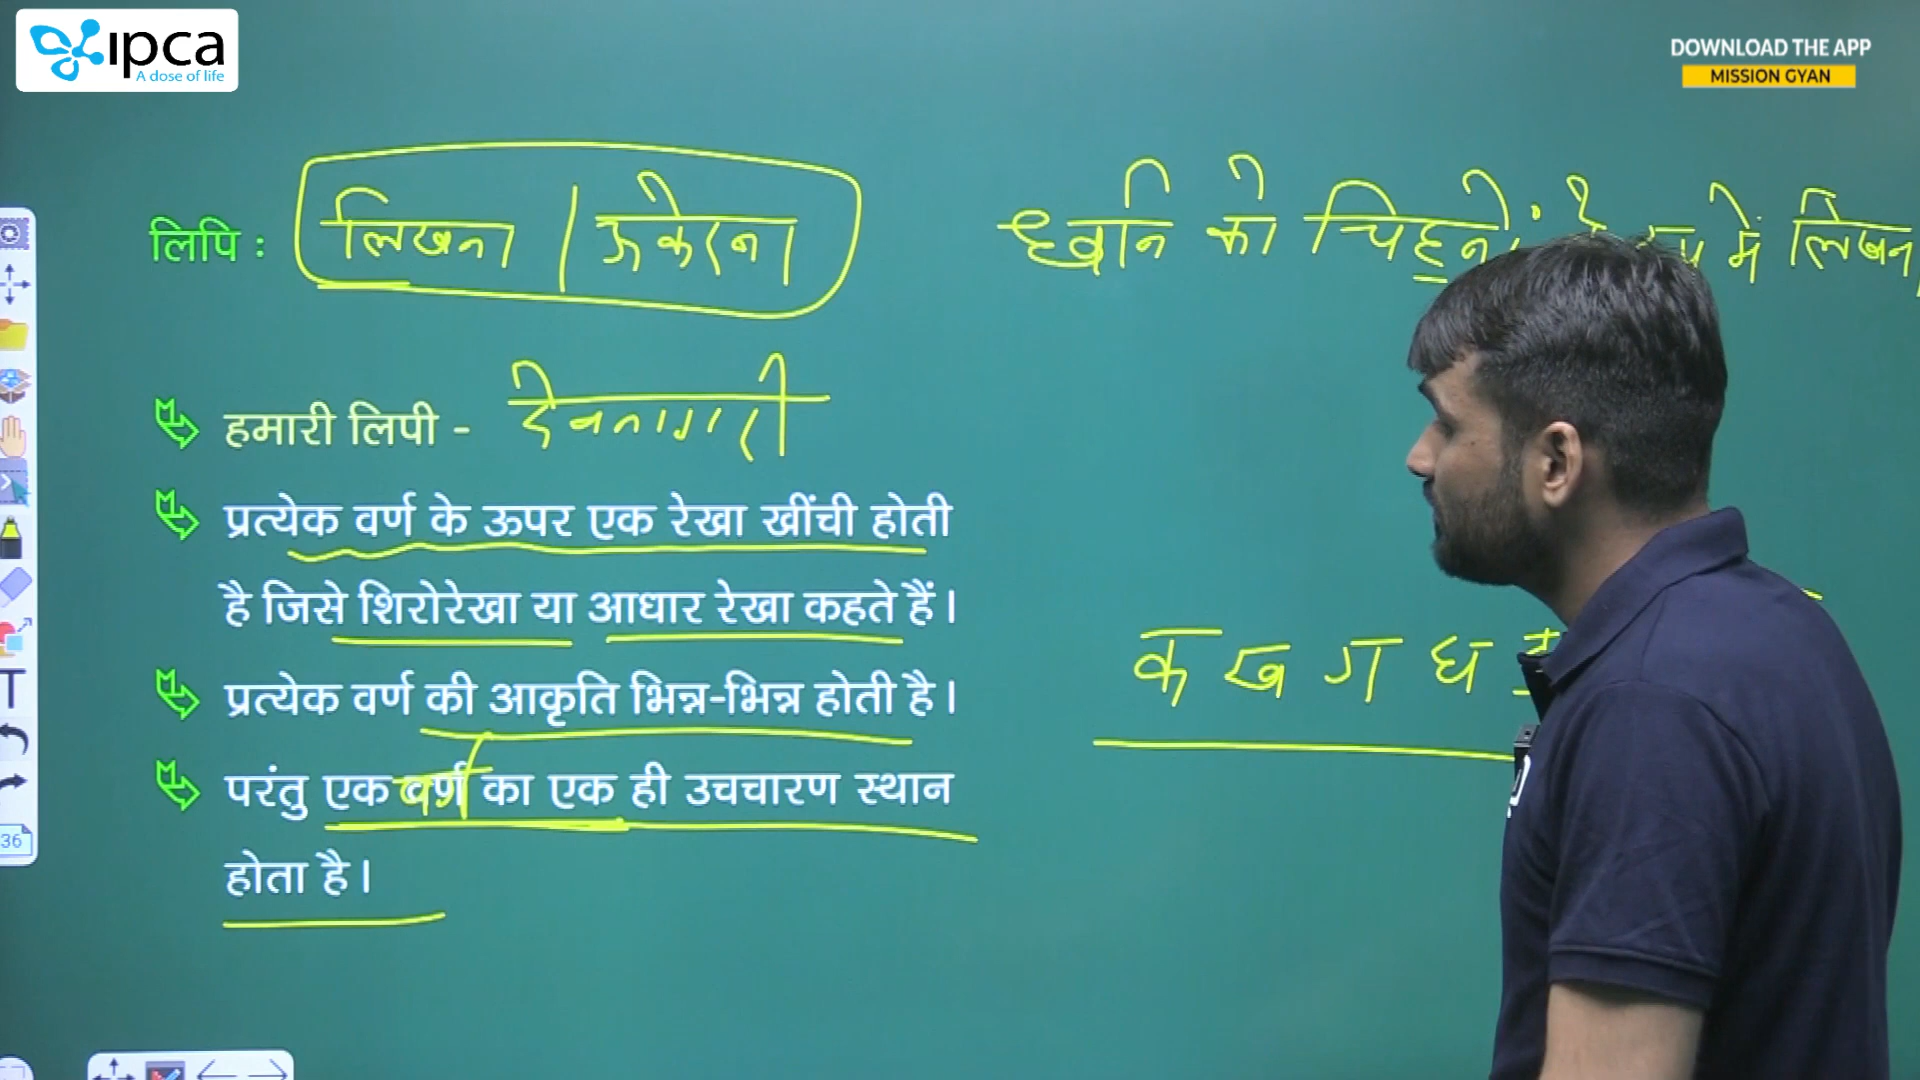 ipca
A dose of life
DOWNLOAD THE APP
MISSION GYAN
लिपि : लिखना | ऊकेरना
ध्वनि को चिह्नों के रूप में लिखना
हमारी लिपी - देवनागरी
प्रत्येक वर्ण के ऊपर एक रेखा खींची होती
है जिसे शिरोरेखा या आधार रेखा कहते हैं।
क ख ग घ
प्रत्येक वर्ण की आकृति भिन्न-भिन्न होती है।
परंतु एक वर्ग का एक ही उचचारण स्थान
होता है।
36